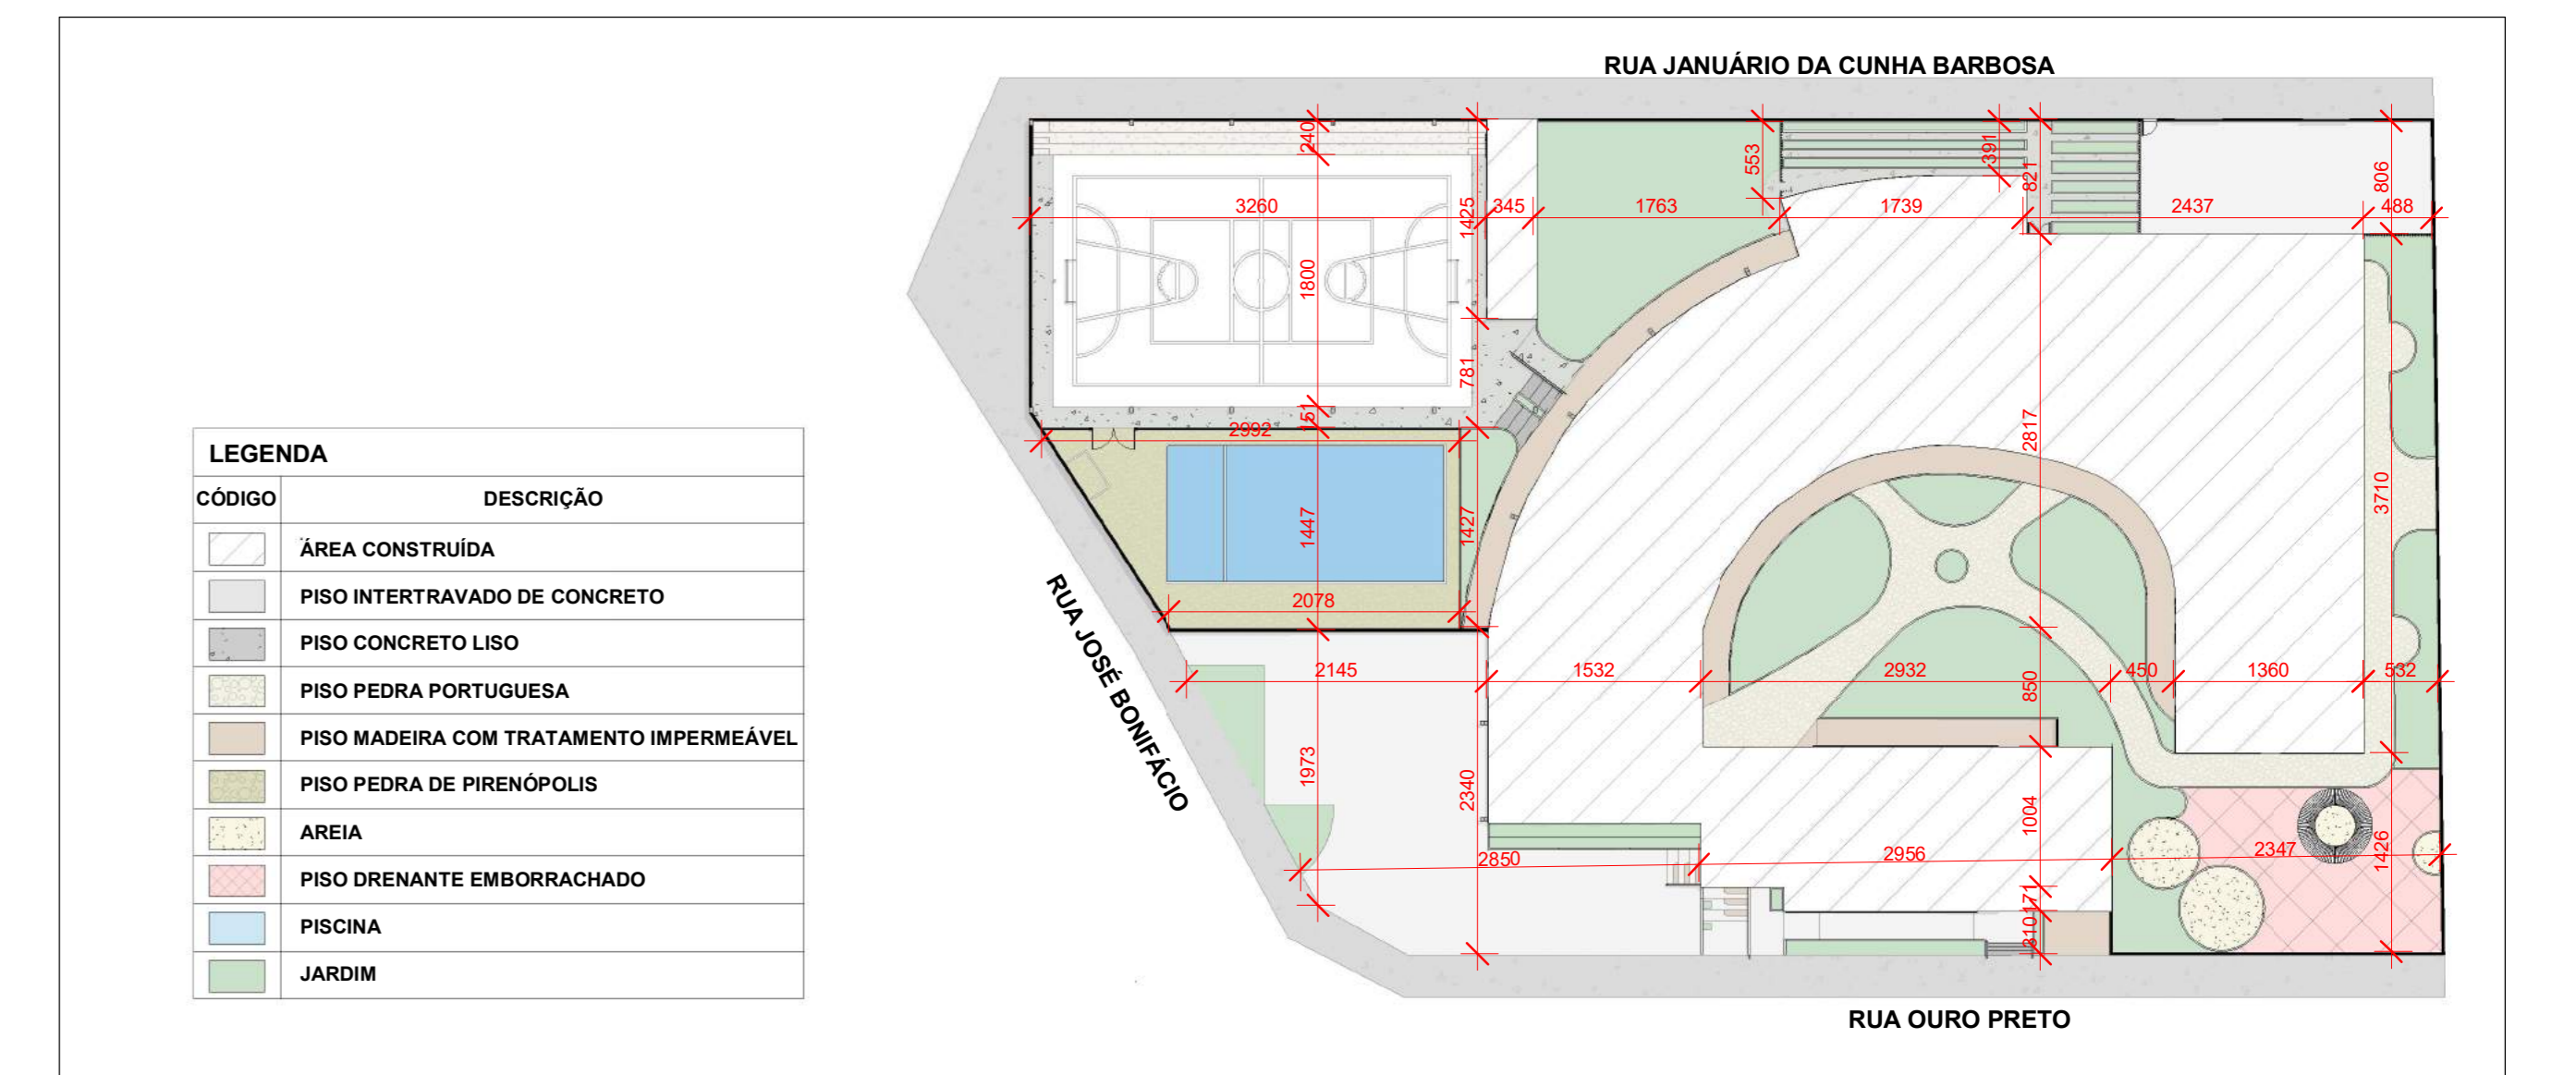 RUA JANUÁRIO DA CUNHA BARBOSA
240
553
391
821
806
3260
1425
345
1763
1739
2437
488
1800
781
151
2992
2817
3710
1447
1427
2078
RUA JOSÉ BONIFÁCIO
2145
1532
2932
450
1360
532
850
1973
2340
1004
2850
2956
2347
1426
171
310
RUA OURO PRETO
LEGENDA
CÓDIGO DESCRIÇÃO
ÁREA CONSTRUÍDA
PISO INTERTRAVADO DE CONCRETO
PISO CONCRETO LISO
PISO PEDRA PORTUGUESA
PISO MADEIRA COM TRATAMENTO IMPERMEÁVEL
PISO PEDRA DE PIRENÓPOLIS
AREIA
PISO DRENANTE EMBORRACHADO
PISCINA
JARDIM